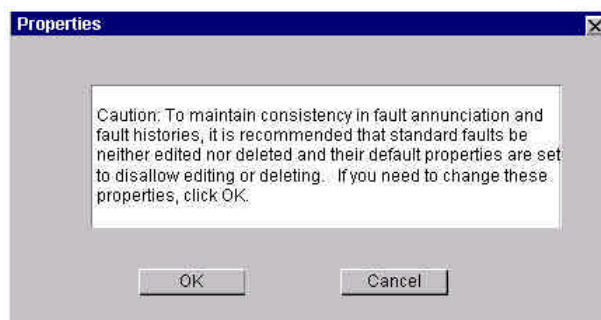 Properties
Caution: To maintain consistency in fault annunciation and
fault histories, it is recommended that standard faults be
neither edited nor deleted and their default properties are set
to disallow editing or deleting. If you need to change these
properties, click OK.
OK
Cancel